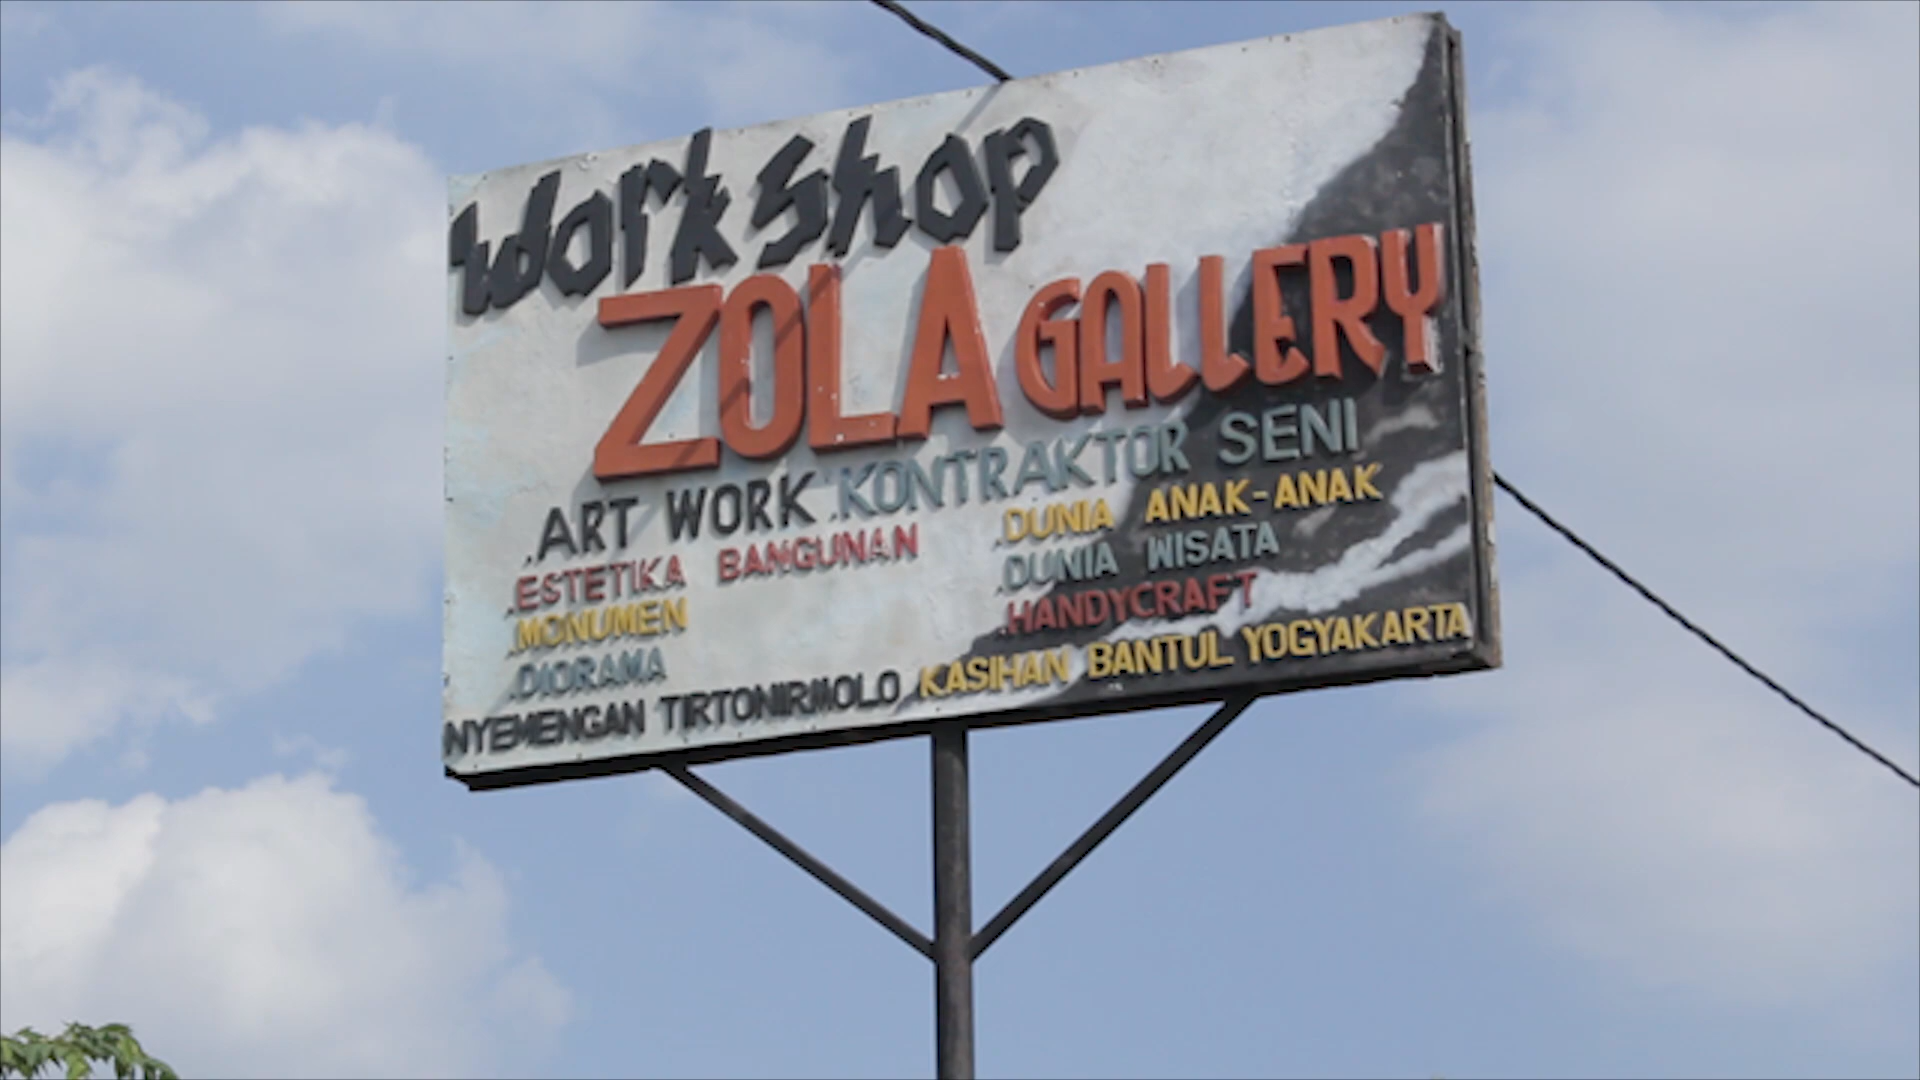 Workshop
ZOLA GALLERY
.ART WORK .KONTRAKTOR SENI
.ESTETIKA BANGUNAN .DUNIA ANAK-ANAK
.MONUMEN .DUNIA WISATA
.DIORAMA .HANDYCRAFT
NYEMENGAN TIRTONIRMOLO KASIHAN BANTUL YOGYAKARTA